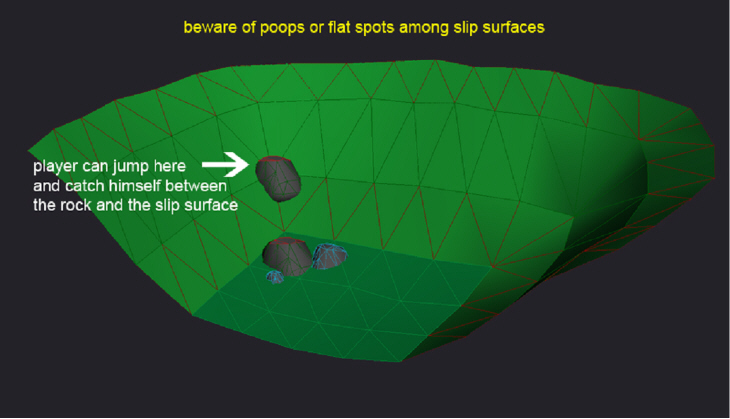 beware of poops or flat spots among slip surfaces
player can jump here
and catch himself between
the rock and the slip surface